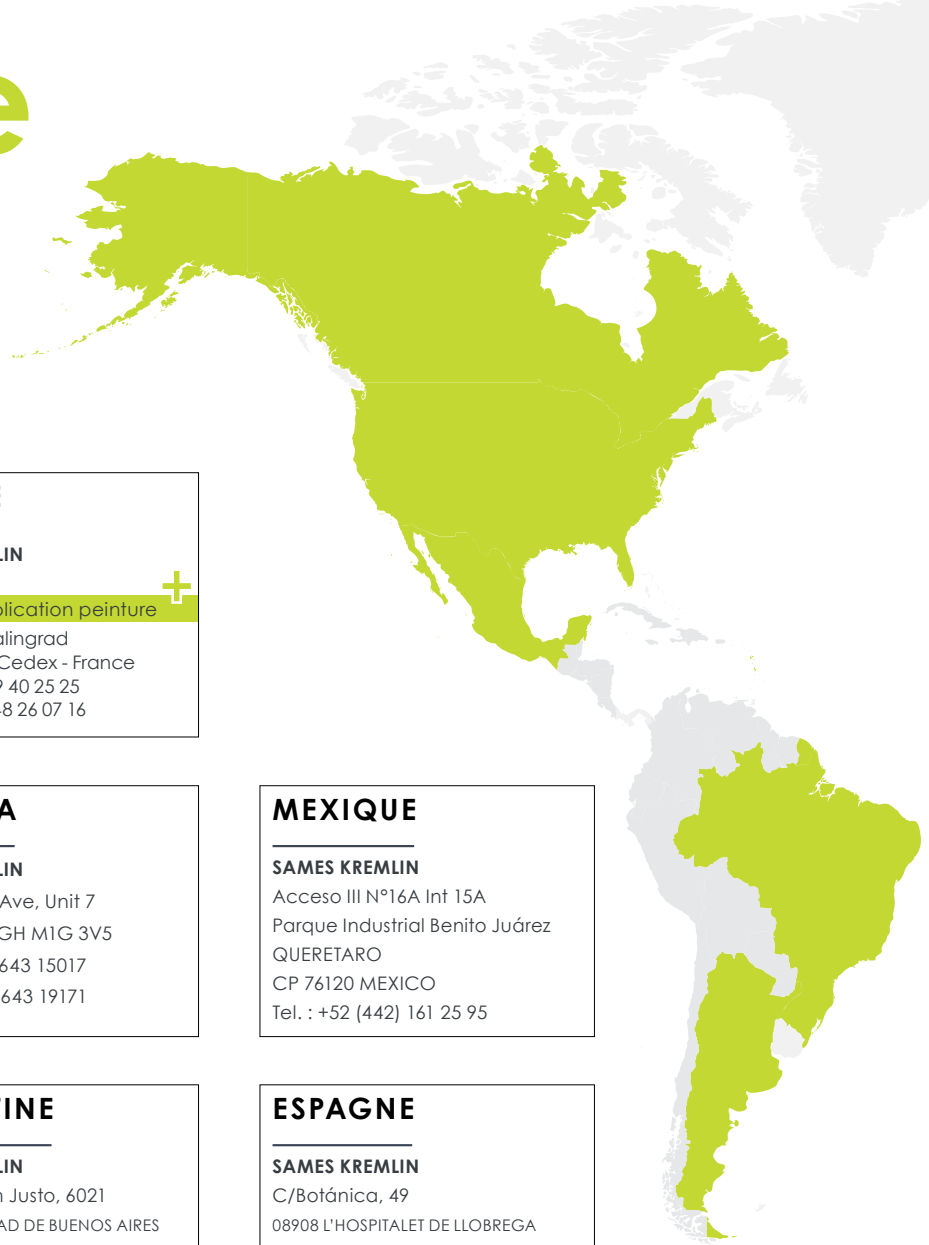 e
LIN
plication peinture
alingrad
Cedex - France
40 25 25
8 26 07 16
A
LIN
Ave, Unit 7
GH M1G 3V5
643 15017
643 19171
MEXIQUE
SAMES KREMLIN
Acceso III N°16A Int 15A
Parque Industrial Benito Juárez
QUERETARO
CP 76120 MEXICO
Tel. : +52 (442) 161 25 95
TINE
LIN
n Justo, 6021
AD DE BUENOS AIRES
ESPAGNE
SAMES KREMLIN
C/Botánica, 49
08908 L'HOSPITALET DE LLOBREGA